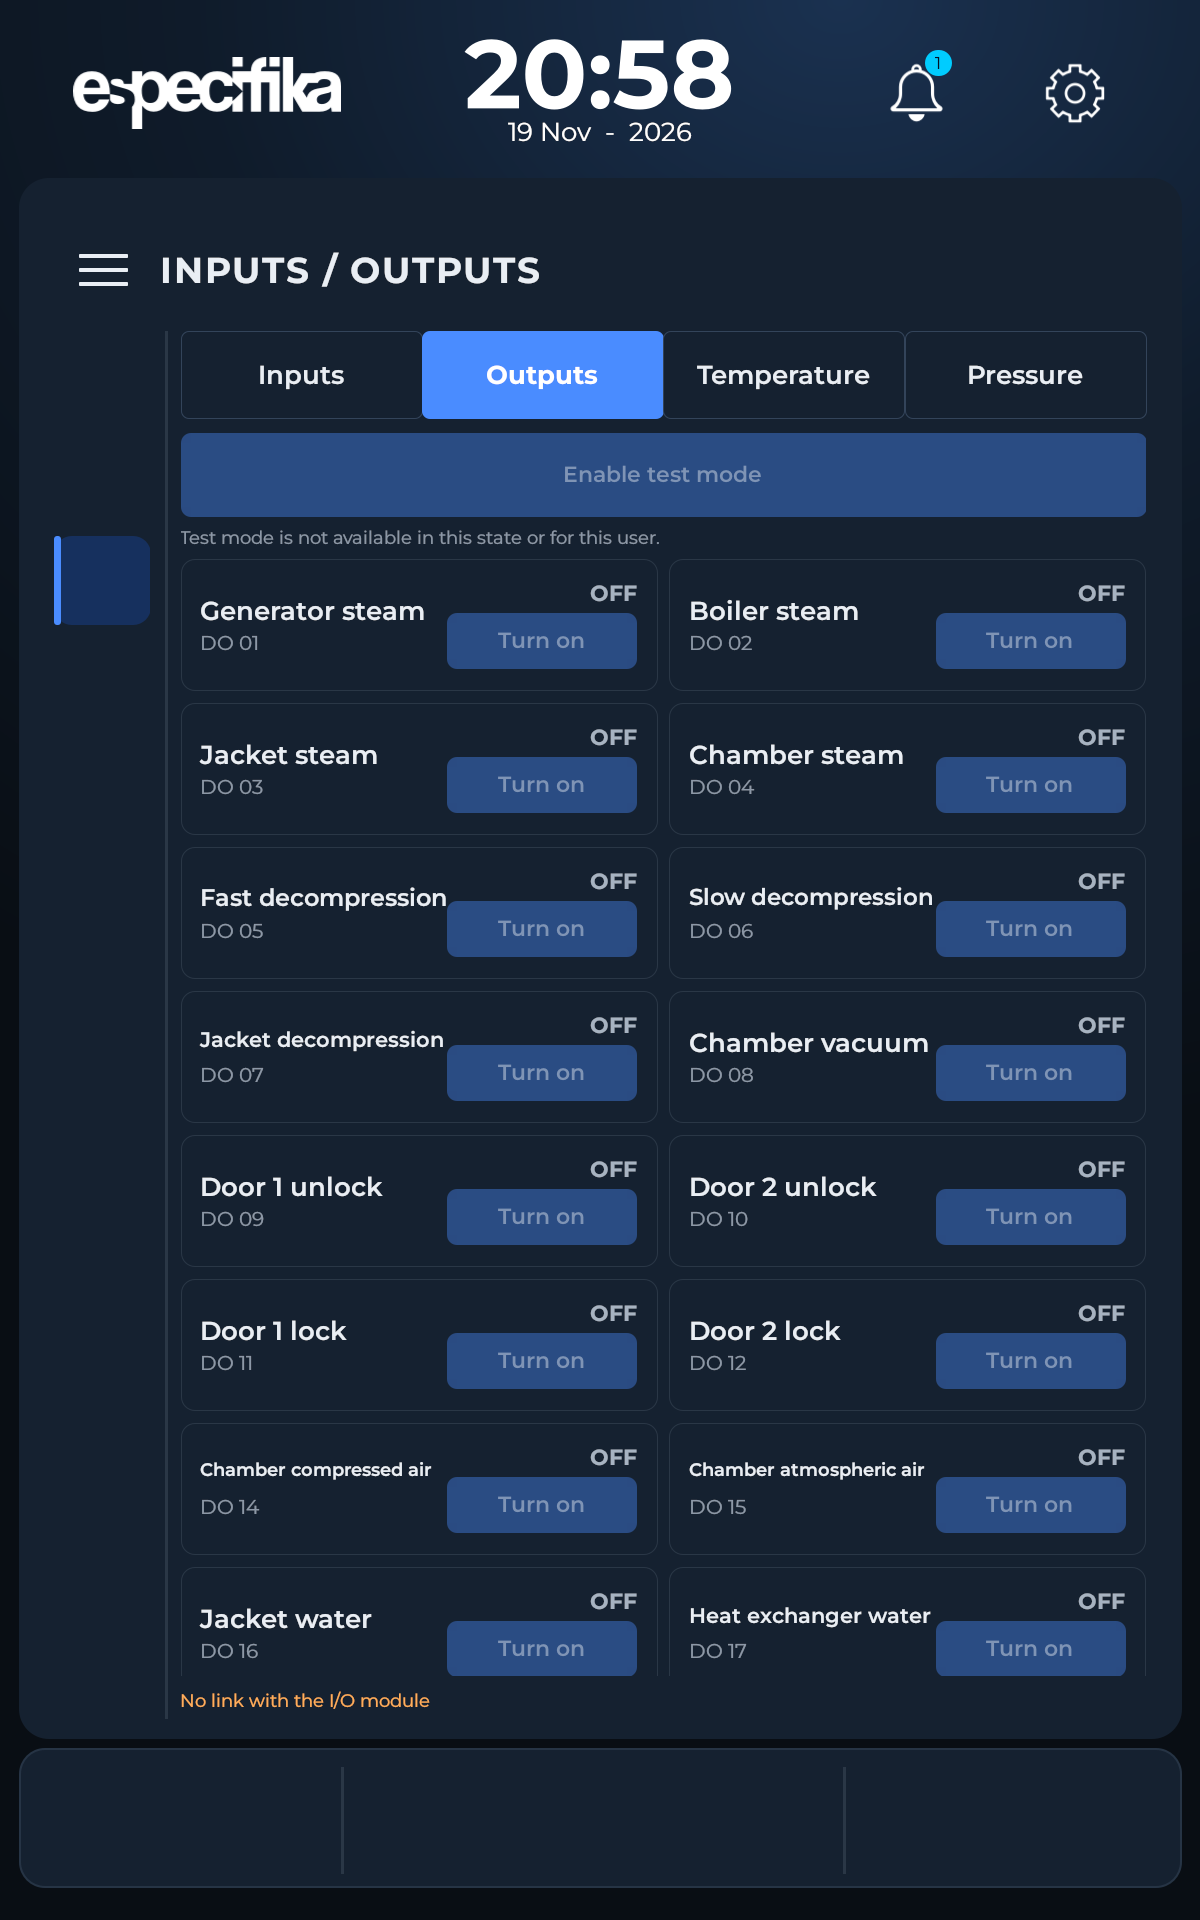 especifika
20:58
19 Nov - 2026
1
INPUTS / OUTPUTS
Inputs
Outputs
Temperature
Pressure
Enable test mode
Test mode is not available in this state or for this user.
Generator steam
DO 01
OFF
Turn on
Boiler steam
DO 02
OFF
Turn on
Jacket steam
DO 03
OFF
Turn on
Chamber steam
DO 04
OFF
Turn on
Fast decompression
DO 05
OFF
Turn on
Slow decompression
DO 06
OFF
Turn on
Jacket decompression
DO 07
OFF
Turn on
Chamber vacuum
DO 08
OFF
Turn on
Door 1 unlock
DO 09
OFF
Turn on
Door 2 unlock
DO 10
OFF
Turn on
Door 1 lock
DO 11
OFF
Turn on
Door 2 lock
DO 12
OFF
Turn on
Chamber compressed air
DO 14
OFF
Turn on
Chamber atmospheric air
DO 15
OFF
Turn on
Jacket water
DO 16
OFF
Turn on
Heat exchanger water
DO 17
OFF
Turn on
No link with the I/O module